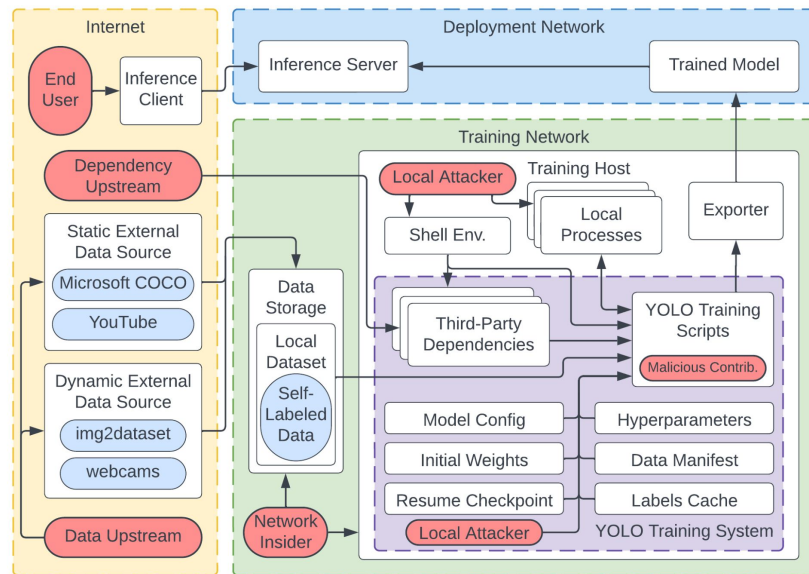 Internet
End
User
Inference
Client
Dependency
Upstream
Static External
Data Source
Microsoft COCO
YouTube
Dynamic External
Data Source
img2dataset
webcams
Data Upstream
Deployment Network
Inference Server
Trained Model
Training Network
Local Attacker
Training Host
Shell Env.
Local
Processes
Exporter
Data
Storage
Local
Dataset
Self-
Labeled
Data
Network
Insider
Third-Party
Dependencies
YOLO Training
Scripts
Malicious Contrib.
Model Config
Hyperparameters
Initial Weights
Data Manifest
Resume Checkpoint
Labels Cache
Local Attacker
YOLO Training System